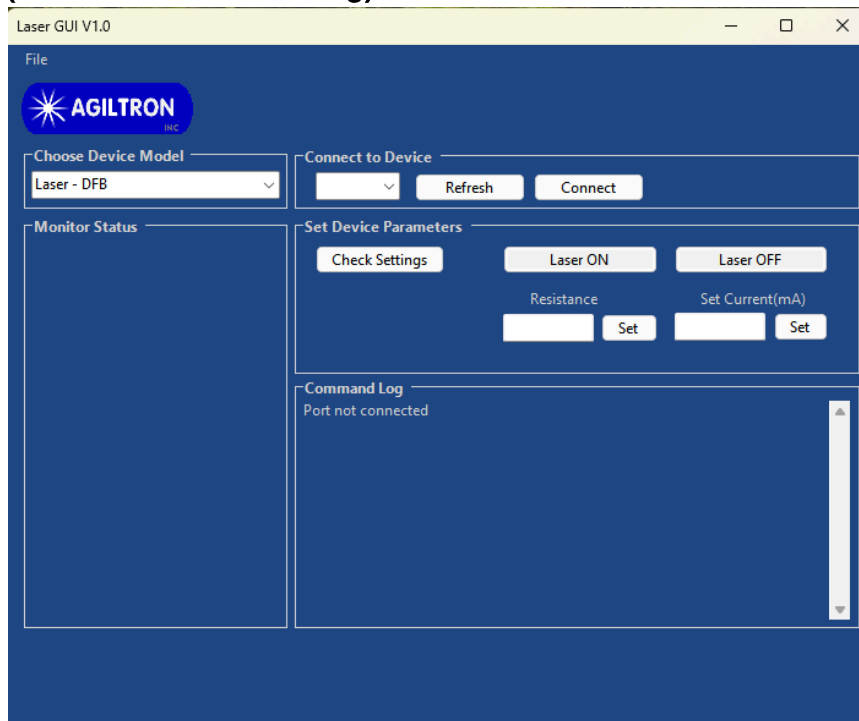 Laser GUI V1.0
File
AGILTRON
INC
Choose Device Model
Laser - DFB
Connect to Device
Refresh Connect
Monitor Status
Set Device Parameters
Check Settings Laser ON Laser OFF
Resistance Set Current(mA)
Set Set
Command Log
Port not connected